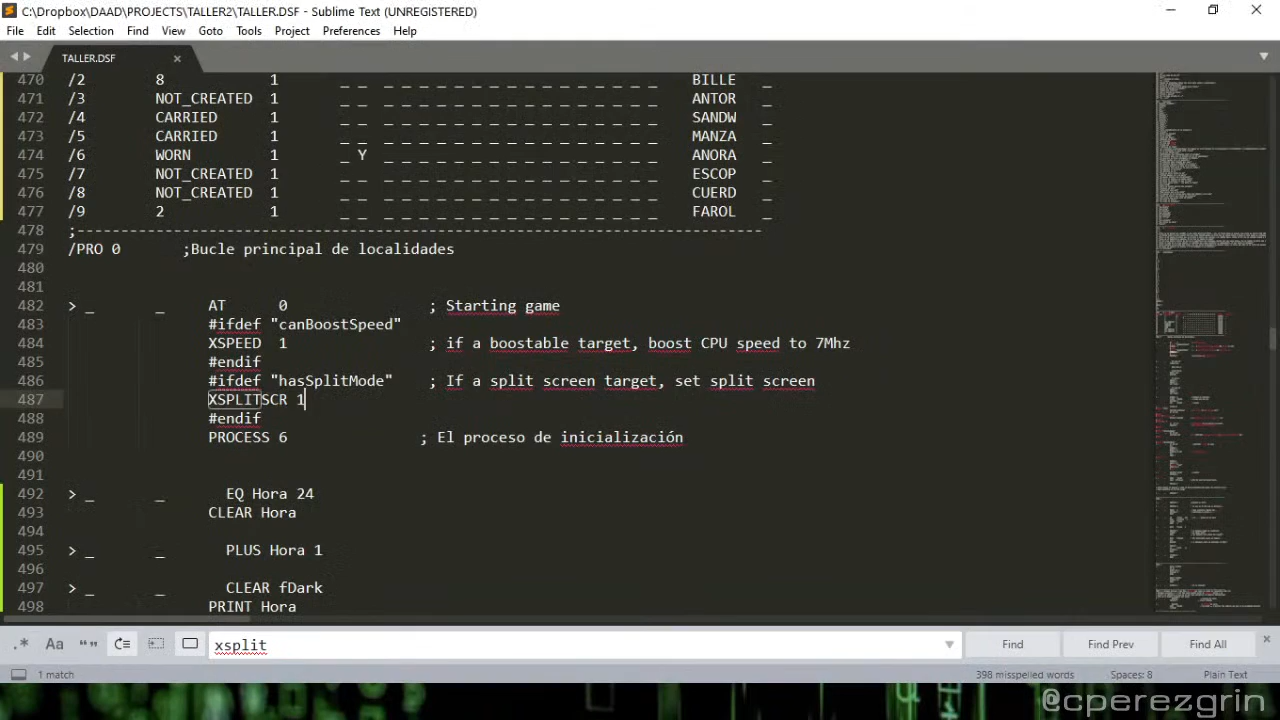 C:\Dropbox\DAAD\PROJECTS\TALLER2\TALLER.DSF - Sublime Text (UNREGISTERED)
File Edit Selection Find View Goto Tools Project Preferences Help
TALLER.DSF
470 /2 8 1 _ _ _ _ _ _ _ _ _ _ _ _ _ _ _ _ _ _ BILLE _
471 /3 NOT_CREATED 1 _ _ _ _ _ _ _ _ _ _ _ _ _ _ _ _ _ _ ANTOR _
472 /4 CARRIED 1 _ _ _ _ _ _ _ _ _ _ _ _ _ _ _ _ _ _ SANDW _
473 /5 CARRIED 1 _ _ _ _ _ _ _ _ _ _ _ _ _ _ _ _ _ _ MANZA _
474 /6 WORN 1 _ Y _ _ _ _ _ _ _ _ _ _ _ _ _ _ _ _ ANORA _
475 /7 NOT_CREATED 1 _ _ _ _ _ _ _ _ _ _ _ _ _ _ _ _ _ _ ESCOP _
476 /8 NOT_CREATED 1 _ _ _ _ _ _ _ _ _ _ _ _ _ _ _ _ _ _ CUERD _
477 /9 2 1 _ _ _ _ _ _ _ _ _ _ _ _ _ _ _ _ _ _ FAROL _
478 ;------------------------------------------------------------------------------
479 /PRO 0 ;Bucle principal de localidades
480
481
482 > _ _ AT 0 ; Starting game
483 #ifdef "canBoostSpeed"
484 XSPEED 1 ; if a boostable target, boost CPU speed to 7Mhz
485 #endif
486 #ifdef "hasSplitMode" ; If a split screen target, set split screen
487 XSPLITSCR 1
488 #endif
489 PROCESS 6 ; El proceso de inicialización
490
491
492 > _ _ EQ Hora 24
493 CLEAR Hora
494
495 > _ _ PLUS Hora 1
496
497 > _ _ CLEAR fDark
498 PRINT Hora
.* Aa “” xsplit Find Find Prev Find All
1 match 398 misspelled words Spaces: 8 Plain Text
@cperezgrin